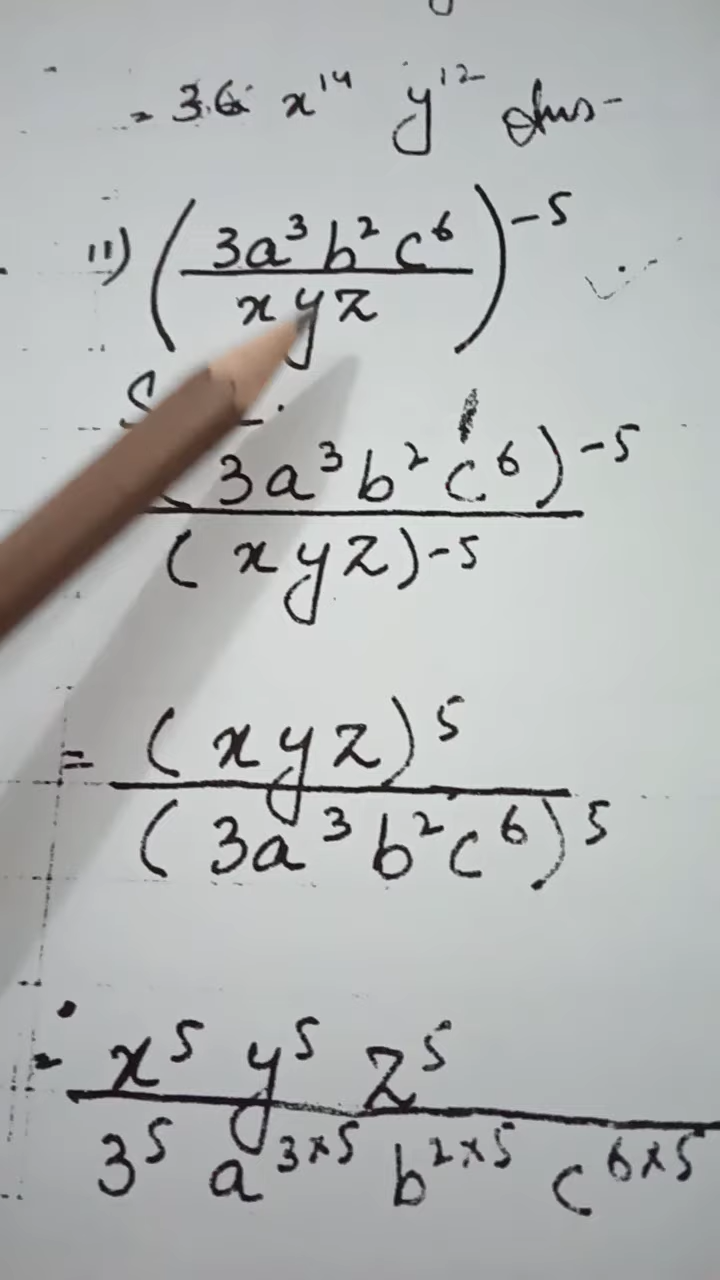 = 36 x¹⁴ y¹² Ans-
11) (3a³b²c⁶ / xyz)⁻⁵
(3a³b²c⁶)⁻⁵ / (xyz)⁻⁵
= (xyz)⁵ / (3a³b²c⁶)⁵
= x⁵ y⁵ z⁵ / 3⁵ a³ˣ⁵ b²ˣ⁵ c⁶ˣ⁵